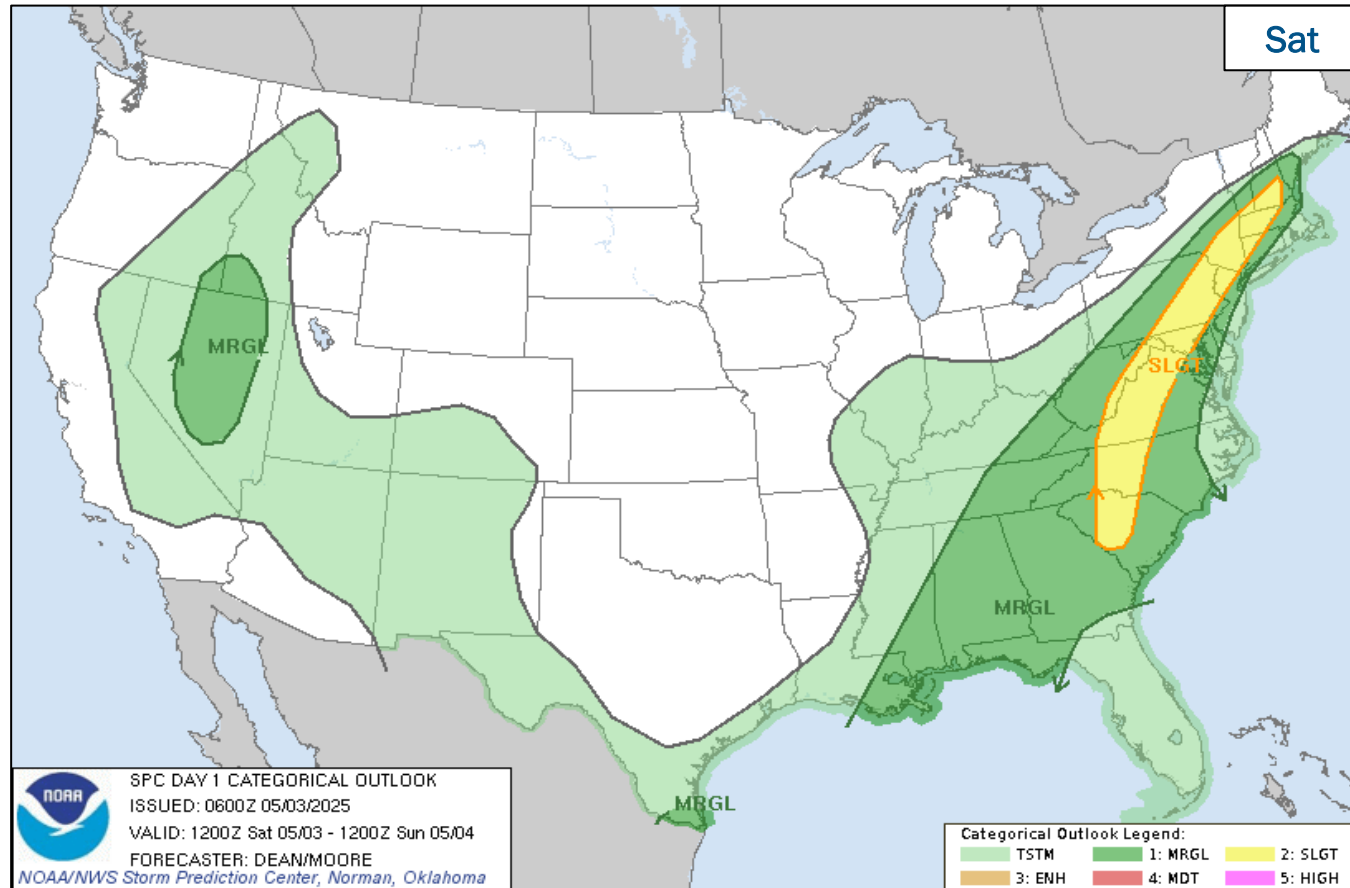 Sat
MRGL
SLGT
MRGL
MRGL
NOAA
SPC DAY 1 CATEGORICAL OUTLOOK
ISSUED: 0600Z 05/03/2025
VALID: 1200Z Sat 05/03 - 1200Z Sun 05/04
FORECASTER: DEAN/MOORE
NOAA/NWS Storm Prediction Center, Norman, Oklahoma
Categorical Outlook Legend:
TSTM 1: MRGL 2: SLGT
3: ENH 4: MDT 5: HIGH